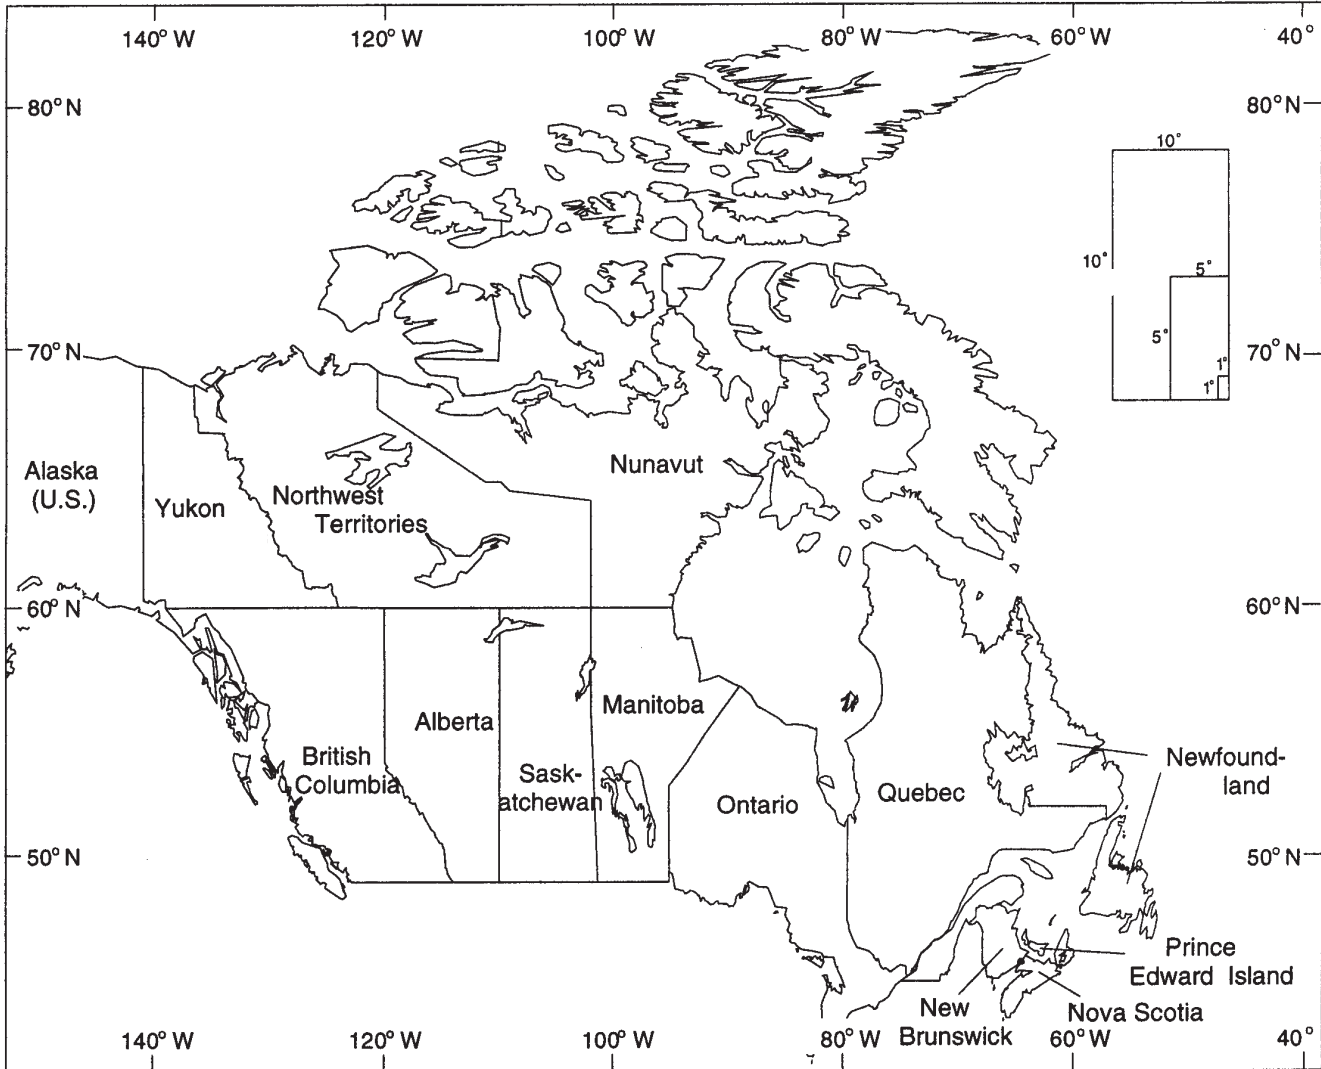 140° W 120° W 100° W 80° W 60° W 40°
80° N 80° N
10°
10°
5°
5°
1°
1°
70° N 70° N
Alaska
(U.S.)
Yukon
Northwest
Territories
Nunavut
60° N 60° N
British
Columbia
Alberta
Sask-
atchewan
Manitoba
Ontario
Quebec
Newfound-
land
50° N 50° N
Prince
Edward Island
New
Brunswick
Nova Scotia
140° W 120° W 100° W 80° W 60° W 40°